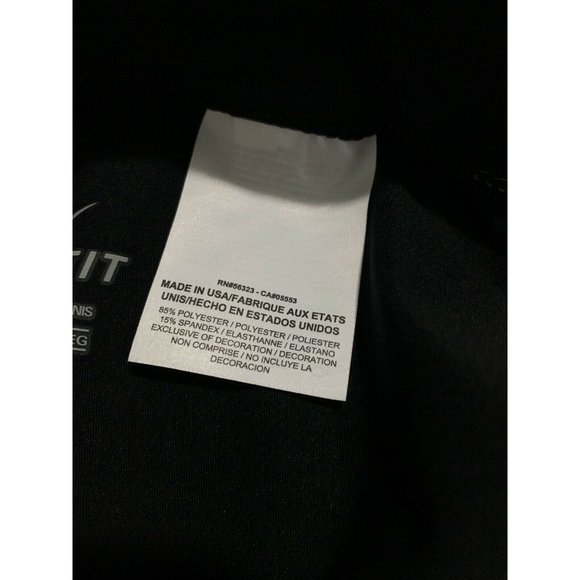 RN#56323 - CA#05553
MADE IN USA/FABRIQUE AUX ETATS
UNIS/HECHO EN ESTADOS UNIDOS
85% POLYESTER / POLYESTER / POLIESTER
15% SPANDEX / ELASTHANNE / ELASTANO
EXCLUSIVE OF DECORATION / DECORATION
NON COMPRISE / NO INCLUYE LA
DECORACION